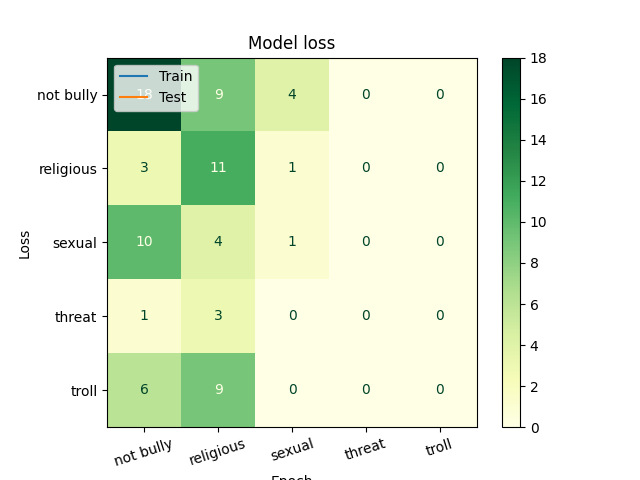 Model loss
Train
Test
not bully 18 9 4 0 0
religious 3 11 1 0 0
sexual 10 4 1 0 0
threat 1 3 0 0 0
troll 6 9 0 0 0
Loss
not bully religious sexual threat troll
Epoch
18
16
14
12
10
8
6
4
2
0